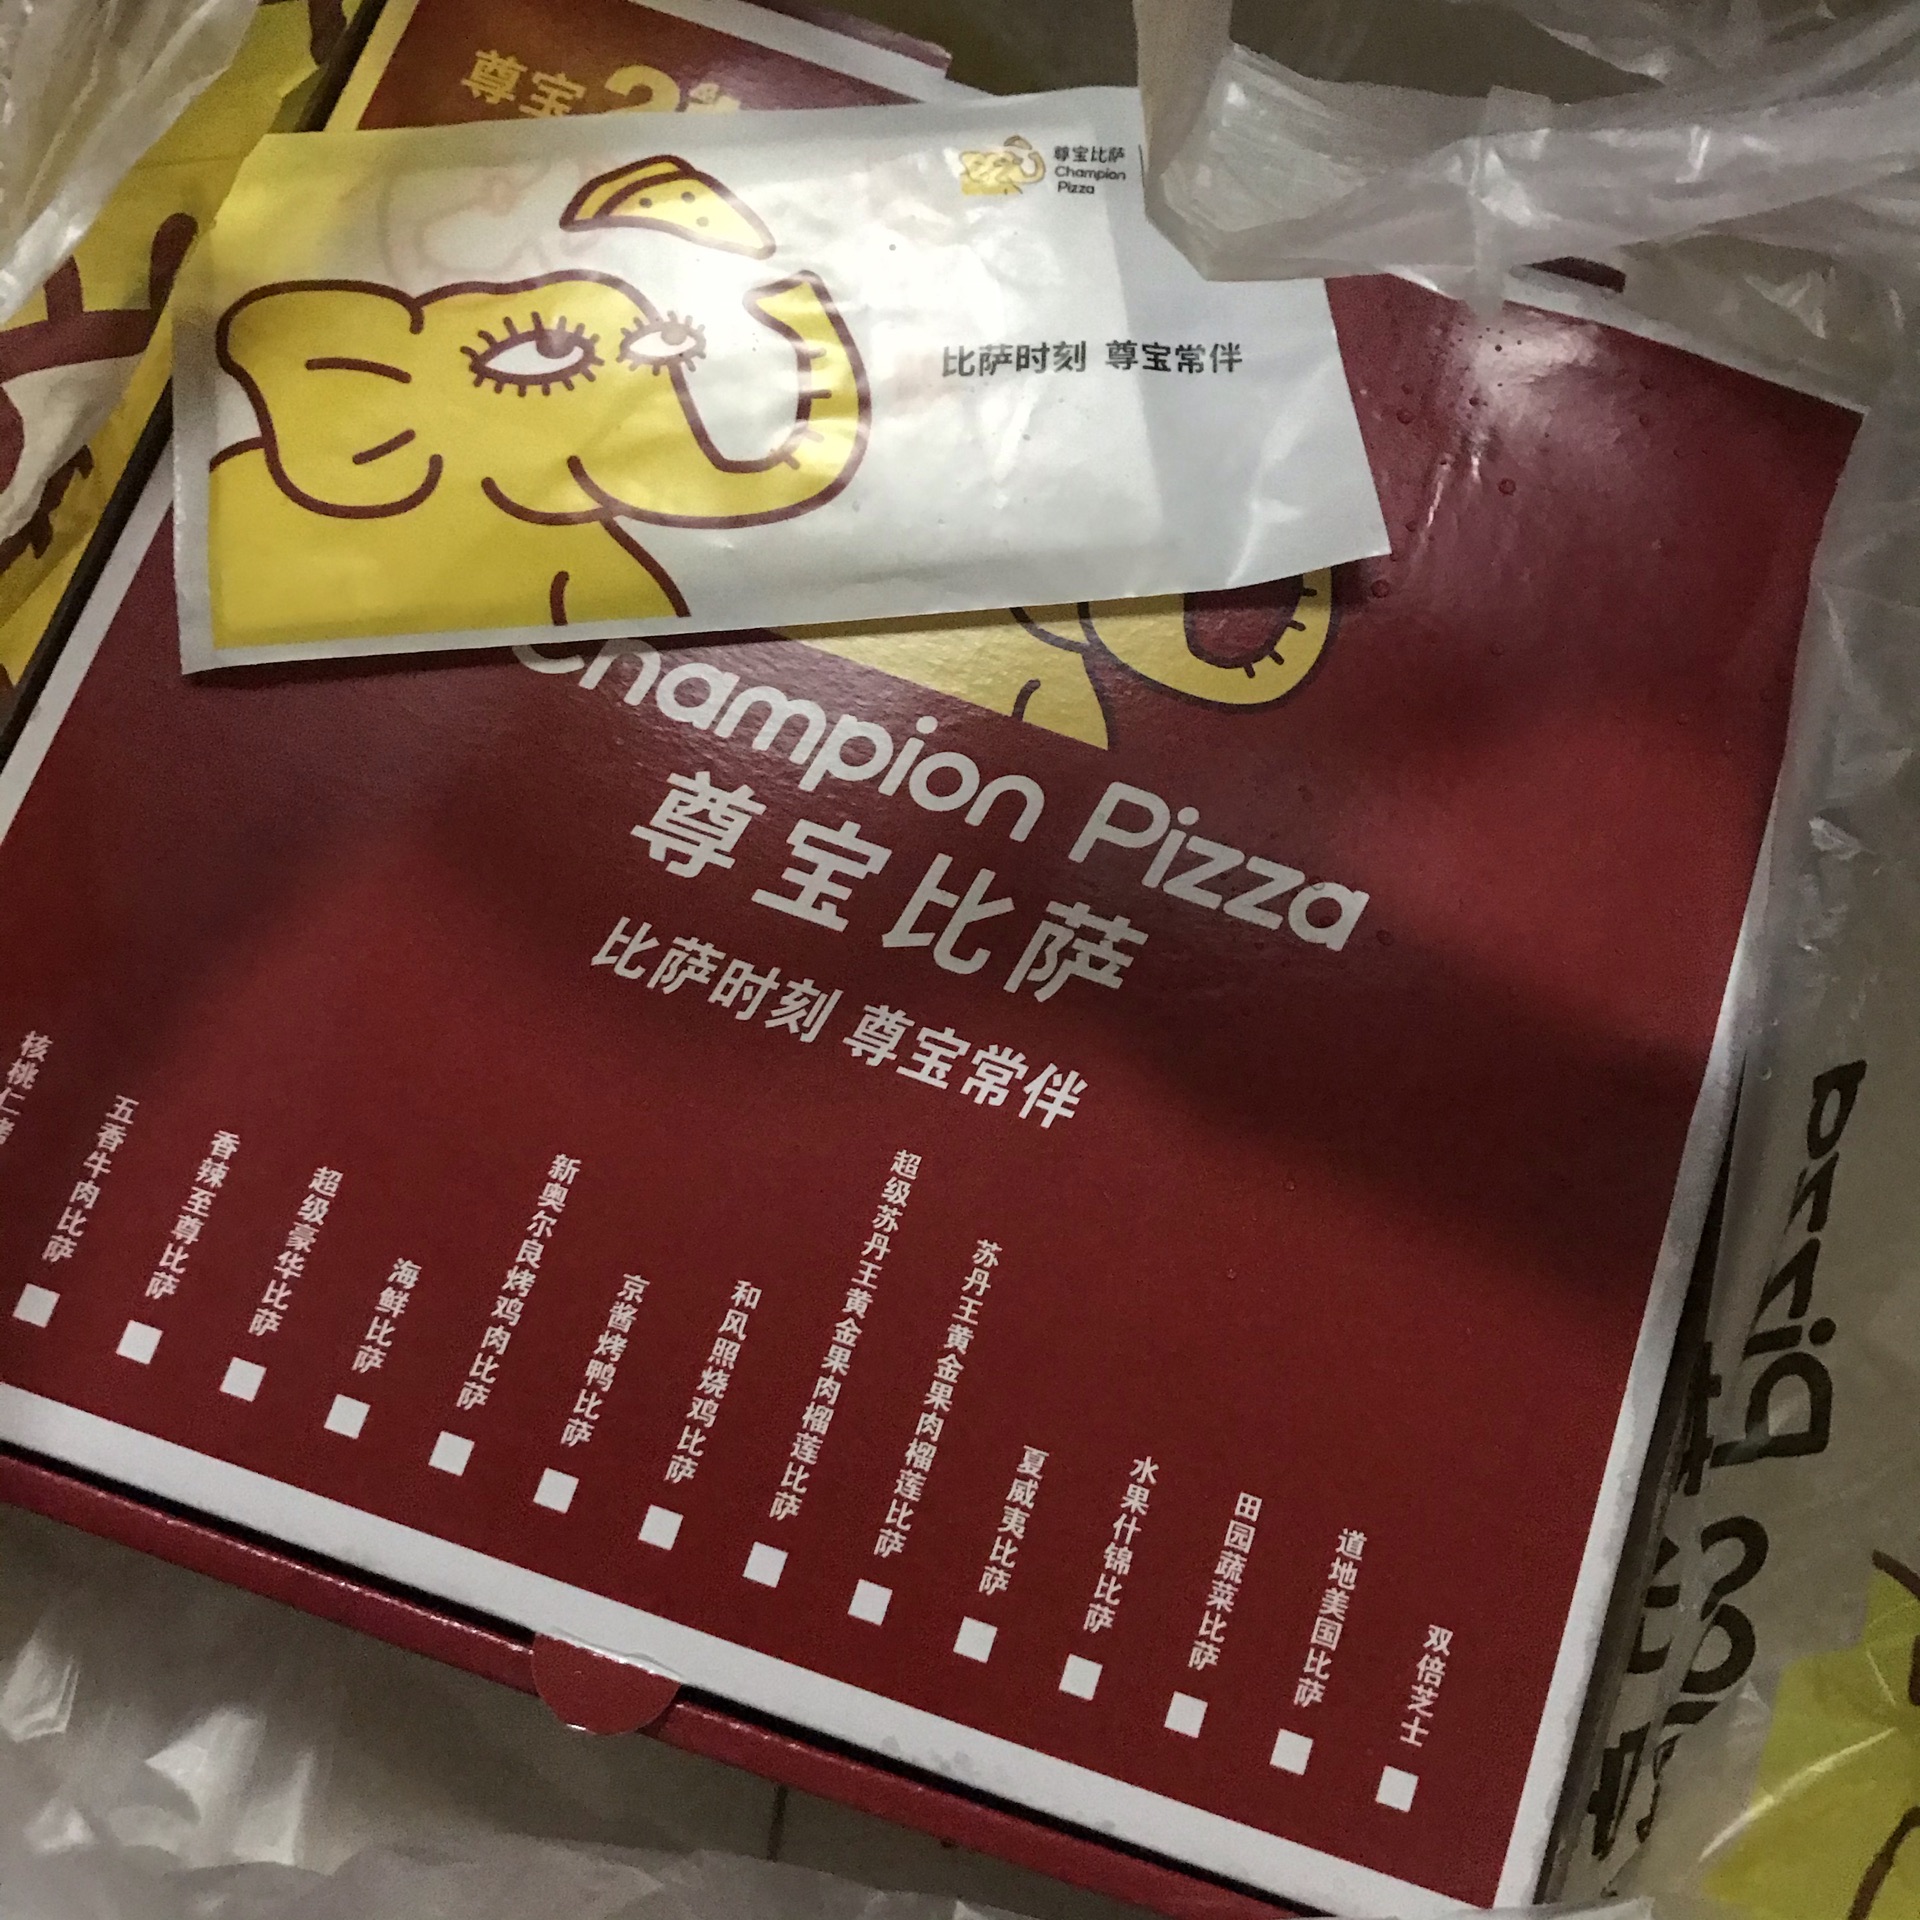 尊宝
尊宝比萨
Champion
Pizza
比萨时刻 尊宝常伴
Champion Pizza
尊宝比萨
比萨时刻 尊宝常伴
核桃仁
五香牛肉比萨
香辣至尊比萨
超级豪华比萨
海鲜比萨
新奥尔良烤鸡肉比萨
京酱烤鸭比萨
和风照烧鸡比萨
超级苏丹王黄金果肉榴莲比萨
苏丹王黄金果肉榴莲比萨
夏威夷比萨
水果什锦比萨
田园蔬菜比萨
道地美国比萨
双倍芝士